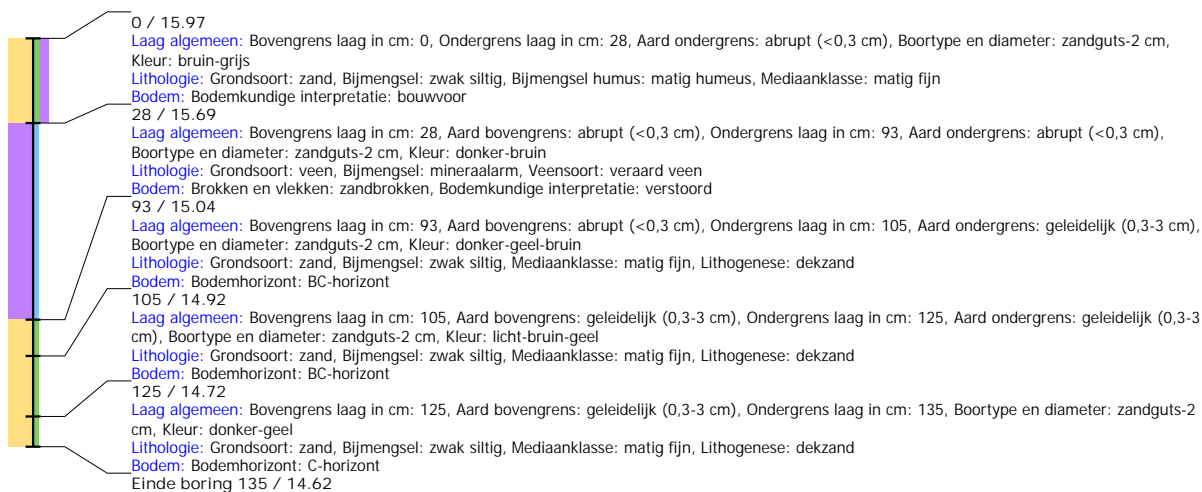 0 / 15.97
Laag algemeen: Bovengrens laag in cm: 0, Ondergrens laag in cm: 28, Aard ondergrens: abrupt (<0,3 cm), Boortype en diameter: zandguts-2 cm,
Kleur: bruin-grijs
Lithologie: Grondsoort: zand, Bijmengsel: zwak siltig, Bijmengsel humus: matig humeus, Mediaanklasse: matig fijn
Bodem: Bodemkundige interpretatie: bouwvoor
28 / 15.69
Laag algemeen: Bovengrens laag in cm: 28, Aard bovengrens: abrupt (<0,3 cm), Ondergrens laag in cm: 93, Aard ondergrens: abrupt (<0,3 cm),
Boortype en diameter: zandguts-2 cm, Kleur: donker-bruin
Lithologie: Grondsoort: veen, Bijmengsel: mineraalarm, Veensoort: veraard veen
Bodem: Brokken en vlekken: zandbrokken, Bodemkundige interpretatie: verstoord
93 / 15.04
Laag algemeen: Bovengrens laag in cm: 93, Aard bovengrens: abrupt (<0,3 cm), Ondergrens laag in cm: 105, Aard ondergrens: geleidelijk (0,3-3 cm),
Boortype en diameter: zandguts-2 cm, Kleur: donker-geel-bruin
Lithologie: Grondsoort: zand, Bijmengsel: zwak siltig, Mediaanklasse: matig fijn, Lithogenese: dekzand
Bodem: Bodemhorizont: BC-horizont
105 / 14.92
Laag algemeen: Bovengrens laag in cm: 105, Aard bovengrens: geleidelijk (0,3-3 cm), Ondergrens laag in cm: 125, Aard ondergrens: geleidelijk (0,3-3
cm), Boortype en diameter: zandguts-2 cm, Kleur: licht-bruin-geel
Lithologie: Grondsoort: zand, Bijmengsel: zwak siltig, Mediaanklasse: matig fijn, Lithogenese: dekzand
Bodem: Bodemhorizont: BC-horizont
125 / 14.72
Laag algemeen: Bovengrens laag in cm: 125, Aard bovengrens: geleidelijk (0,3-3 cm), Ondergrens laag in cm: 135, Boortype en diameter: zandguts-2
cm, Kleur: donker-geel
Lithologie: Grondsoort: zand, Bijmengsel: zwak siltig, Mediaanklasse: matig fijn, Lithogenese: dekzand
Bodem: Bodemhorizont: C-horizont
Einde boring 135 / 14.62